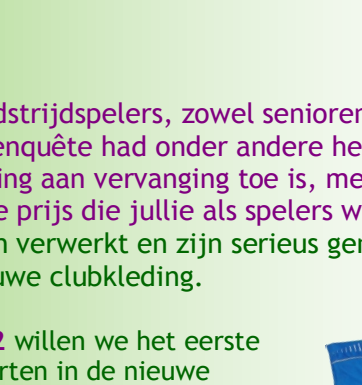 dstrijdspelers, zowel senioren
enquête had onder andere he
ing aan vervanging toe is, me
e prijs die jullie als spelers w
n verwerkt en zijn serieus ge
uwe clubkleding.
2 willen we het eerste
rten in de nieuwe